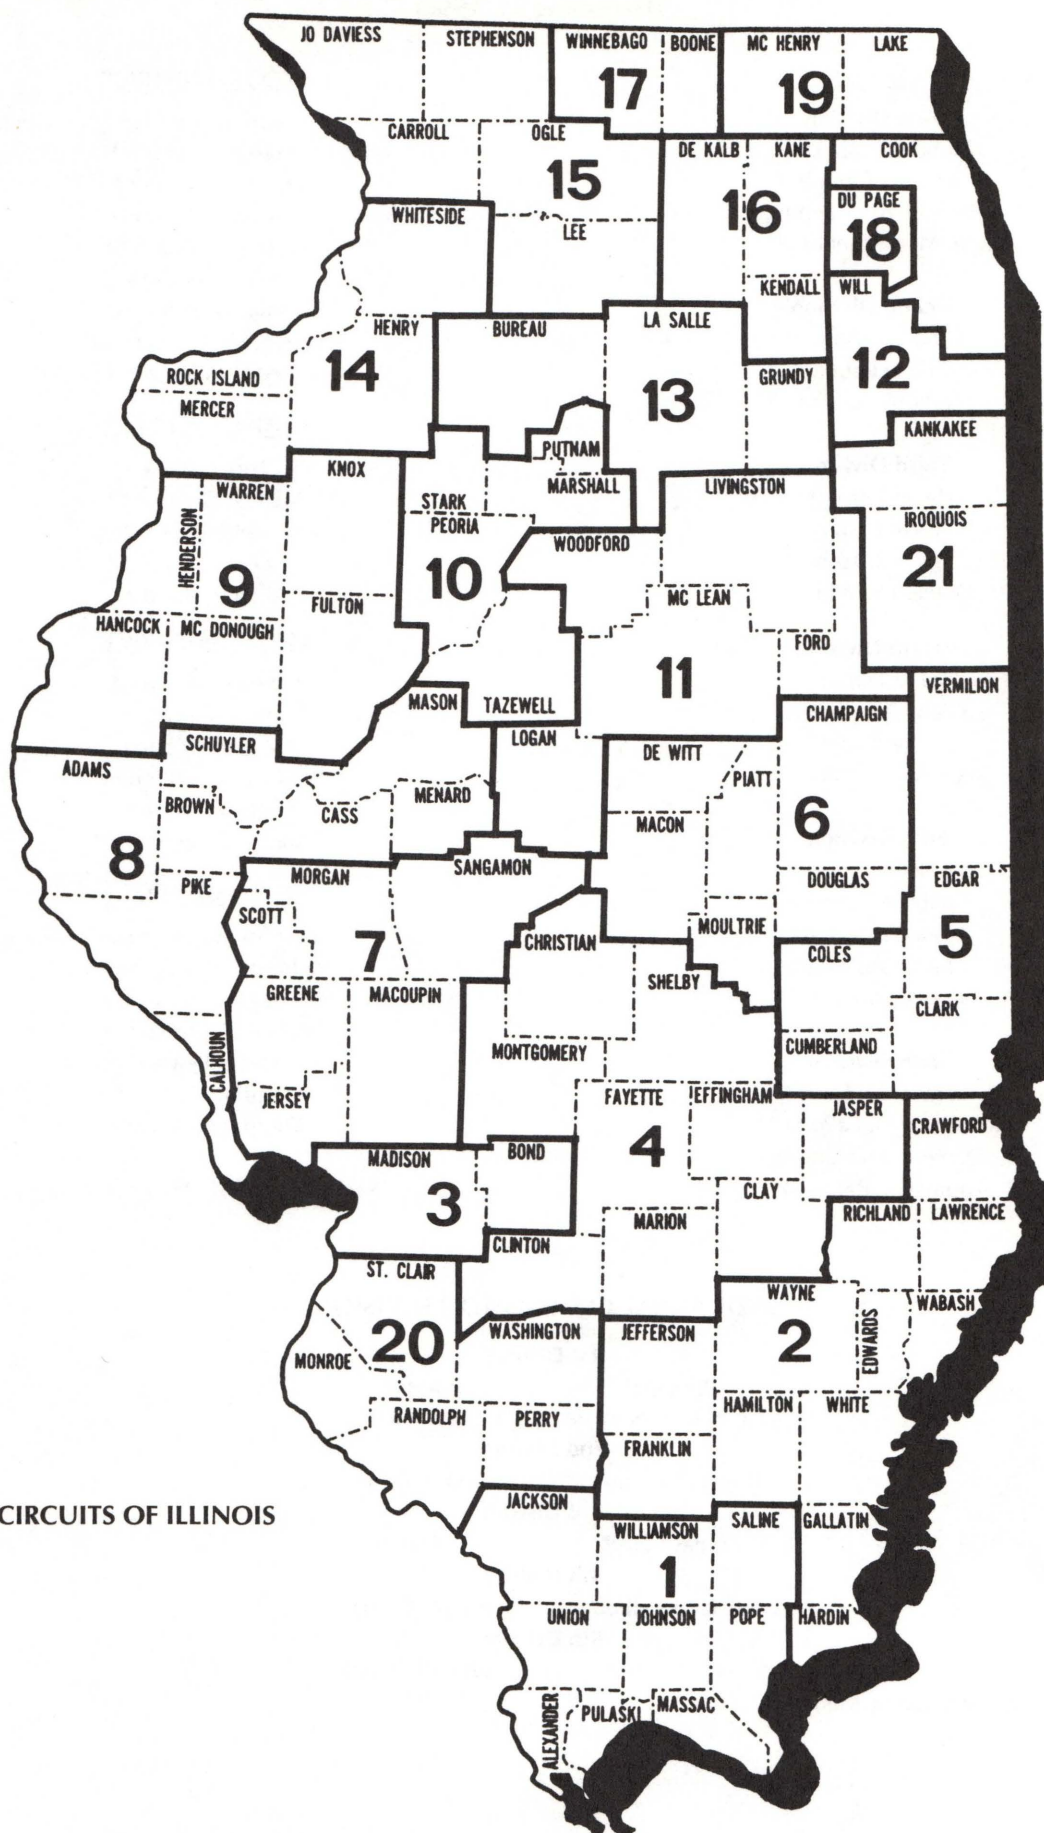 JO DAVIESS STEPHENSON WINNEBAGO BOONE MC HENRY LAKE
17 19
CARROLL OGLE DE KALB KANE COOK
15 16 DU PAGE
WHITESIDE LEE 18
KENDALL WILL
HENRY BUREAU LA SALLE
14 13 GRUNDY 12
ROCK ISLAND
MERCER KANKAKEE
PUTNAM
KNOX
WARREN STARK MARSHALL LIVINGSTON
PEORIA IROQUOIS
HENDERSON WOODFORD 21
9 10
FULTON MC LEAN
HANCOCK MC DONOUGH FORD
11
MASON TAZEWELL VERMILION
CHAMPAIGN
SCHUYLER LOGAN DE WITT
ADAMS PIATT
BROWN CASS MENARD
MACON 6
8
PIKE MORGAN SANGAMON DOUGLAS EDGAR
SCOTT MOULTRIE
7 CHRISTIAN COLES 5
GREENE MACOUPIN SHELBY
CLARK
CALHOUN MONTGOMERY CUMBERLAND
JERSEY FAYETTE EFFINGHAM JASPER
CRAWFORD
MADISON BOND 4
3 CLAY
MARION RICHLAND LAWRENCE
CLINTON
ST. CLAIR WAYNE
WABASH
20 WASHINGTON JEFFERSON 2 EDWARDS
MONROE
RANDOLPH PERRY HAMILTON WHITE
FRANKLIN
JACKSON
CIRCUITS OF ILLINOIS
WILLIAMSON SALINE GALLATIN
1
UNION JOHNSON POPE HARDIN
ALEXANDER PULASKI MASSAC